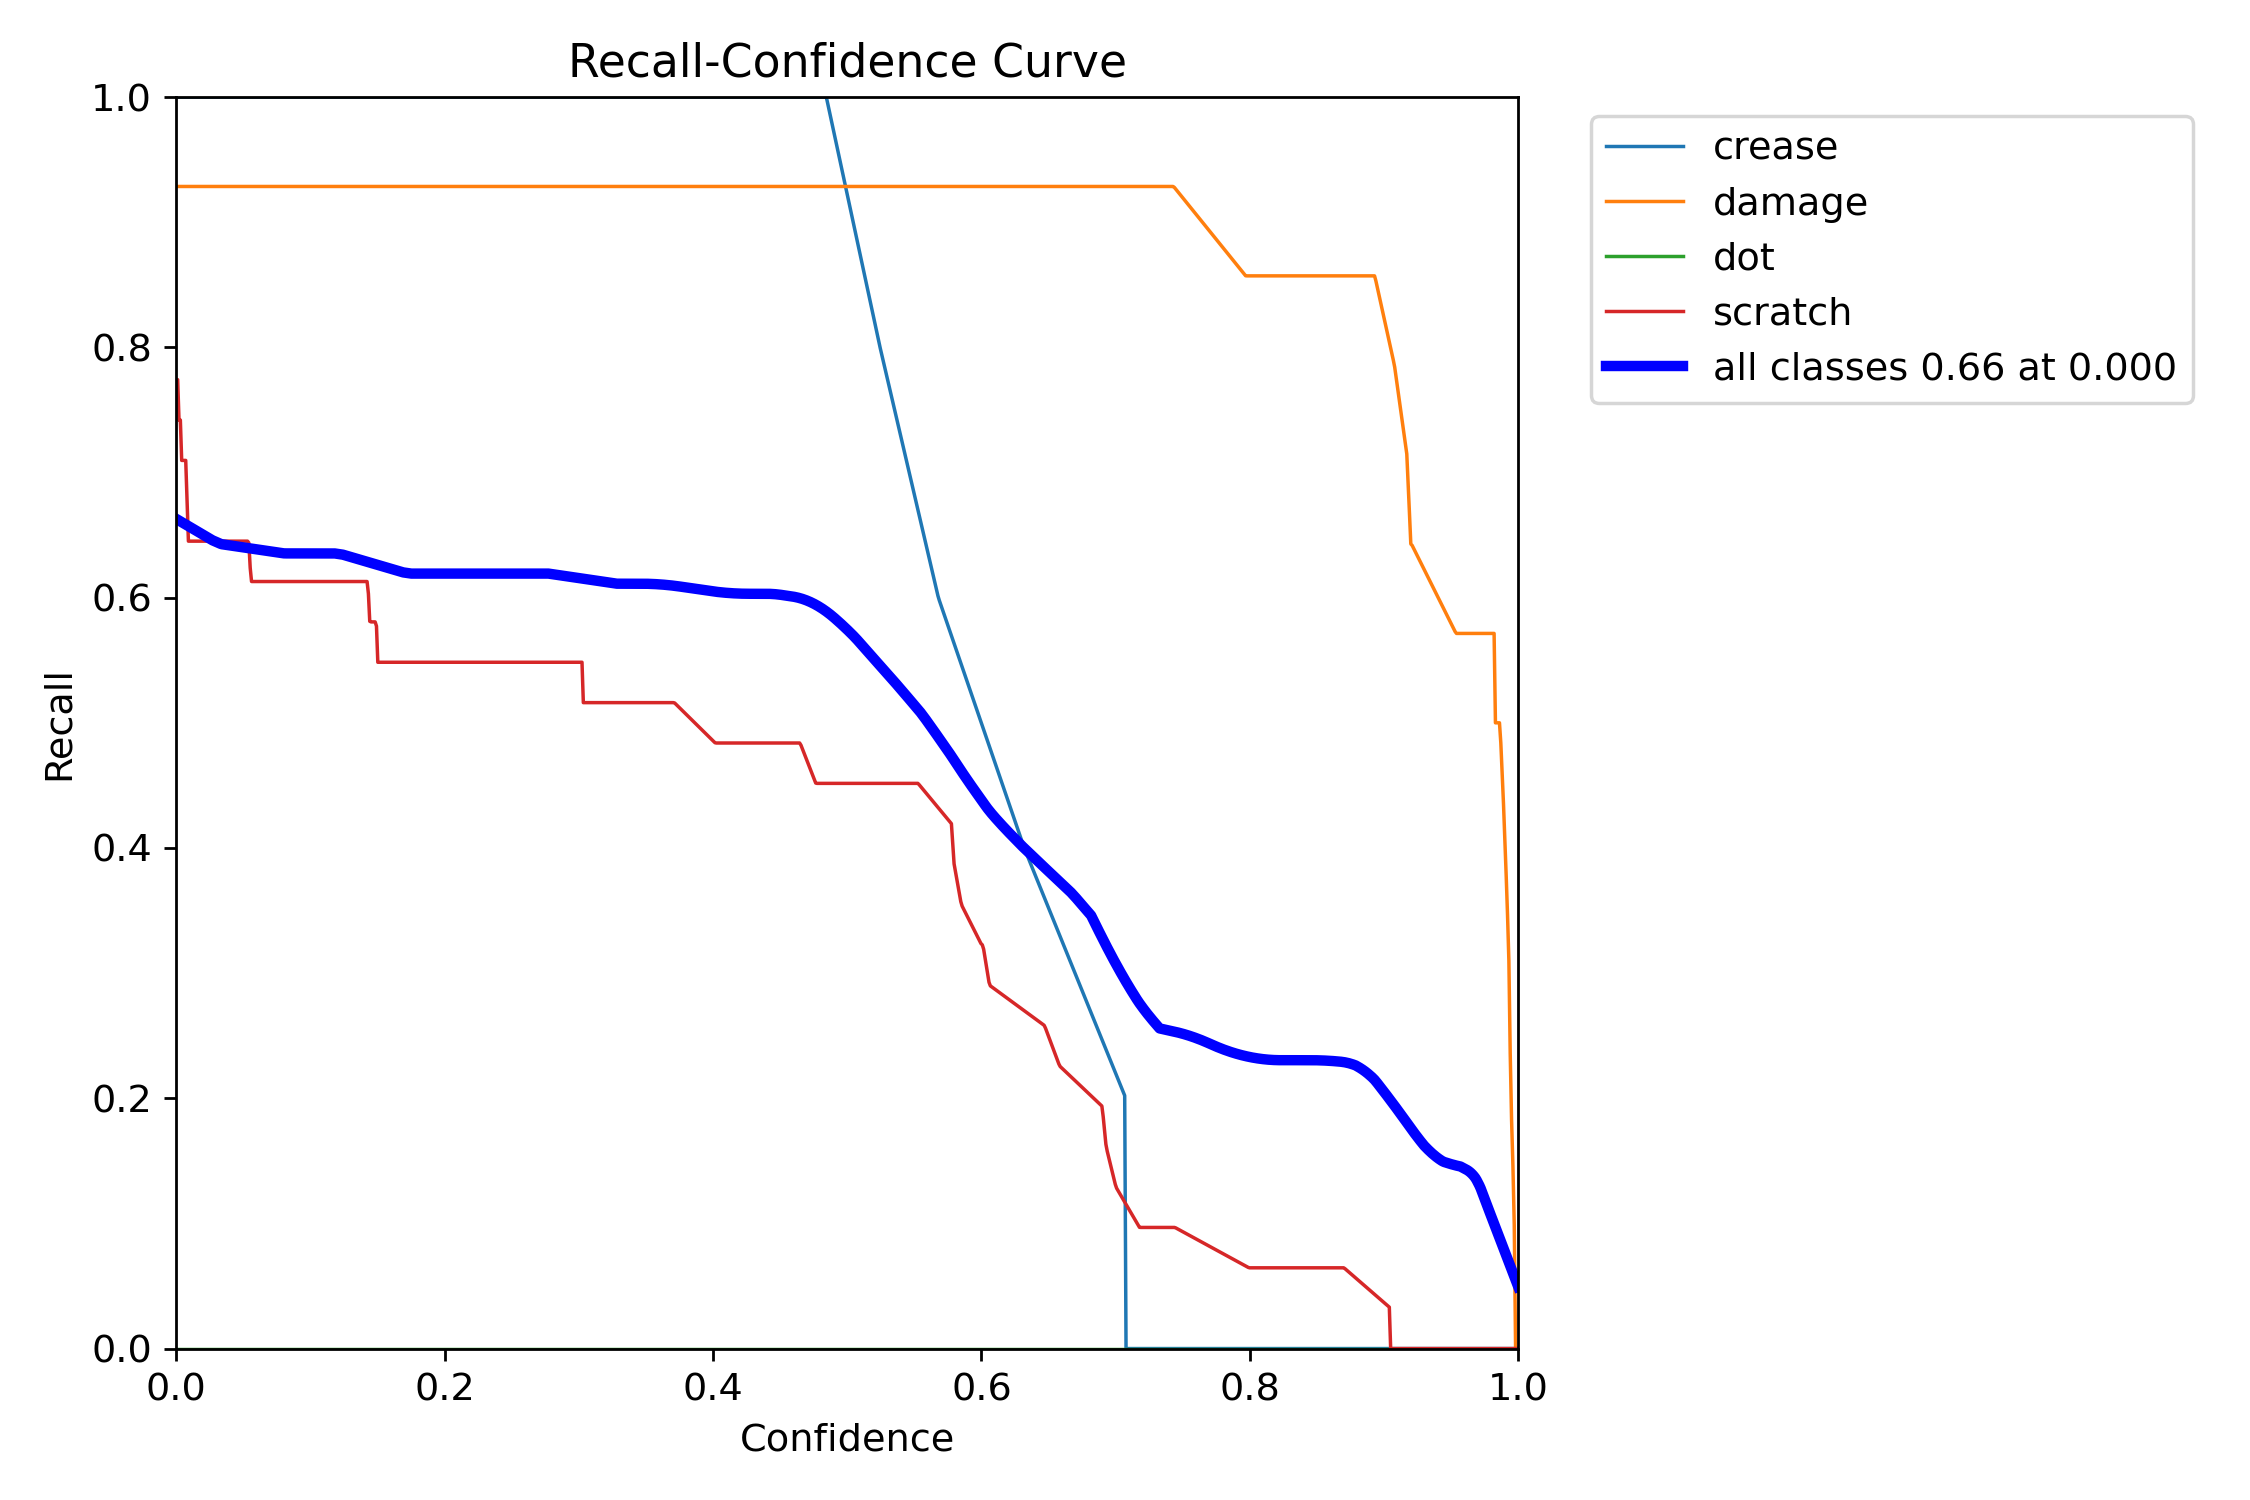 Recall-Confidence Curve
1.0
0.8
0.6
0.4
0.2
0.0
Recall
0.0 0.2 0.4 0.6 0.8 1.0
Confidence
crease
damage
dot
scratch
all classes 0.66 at 0.000